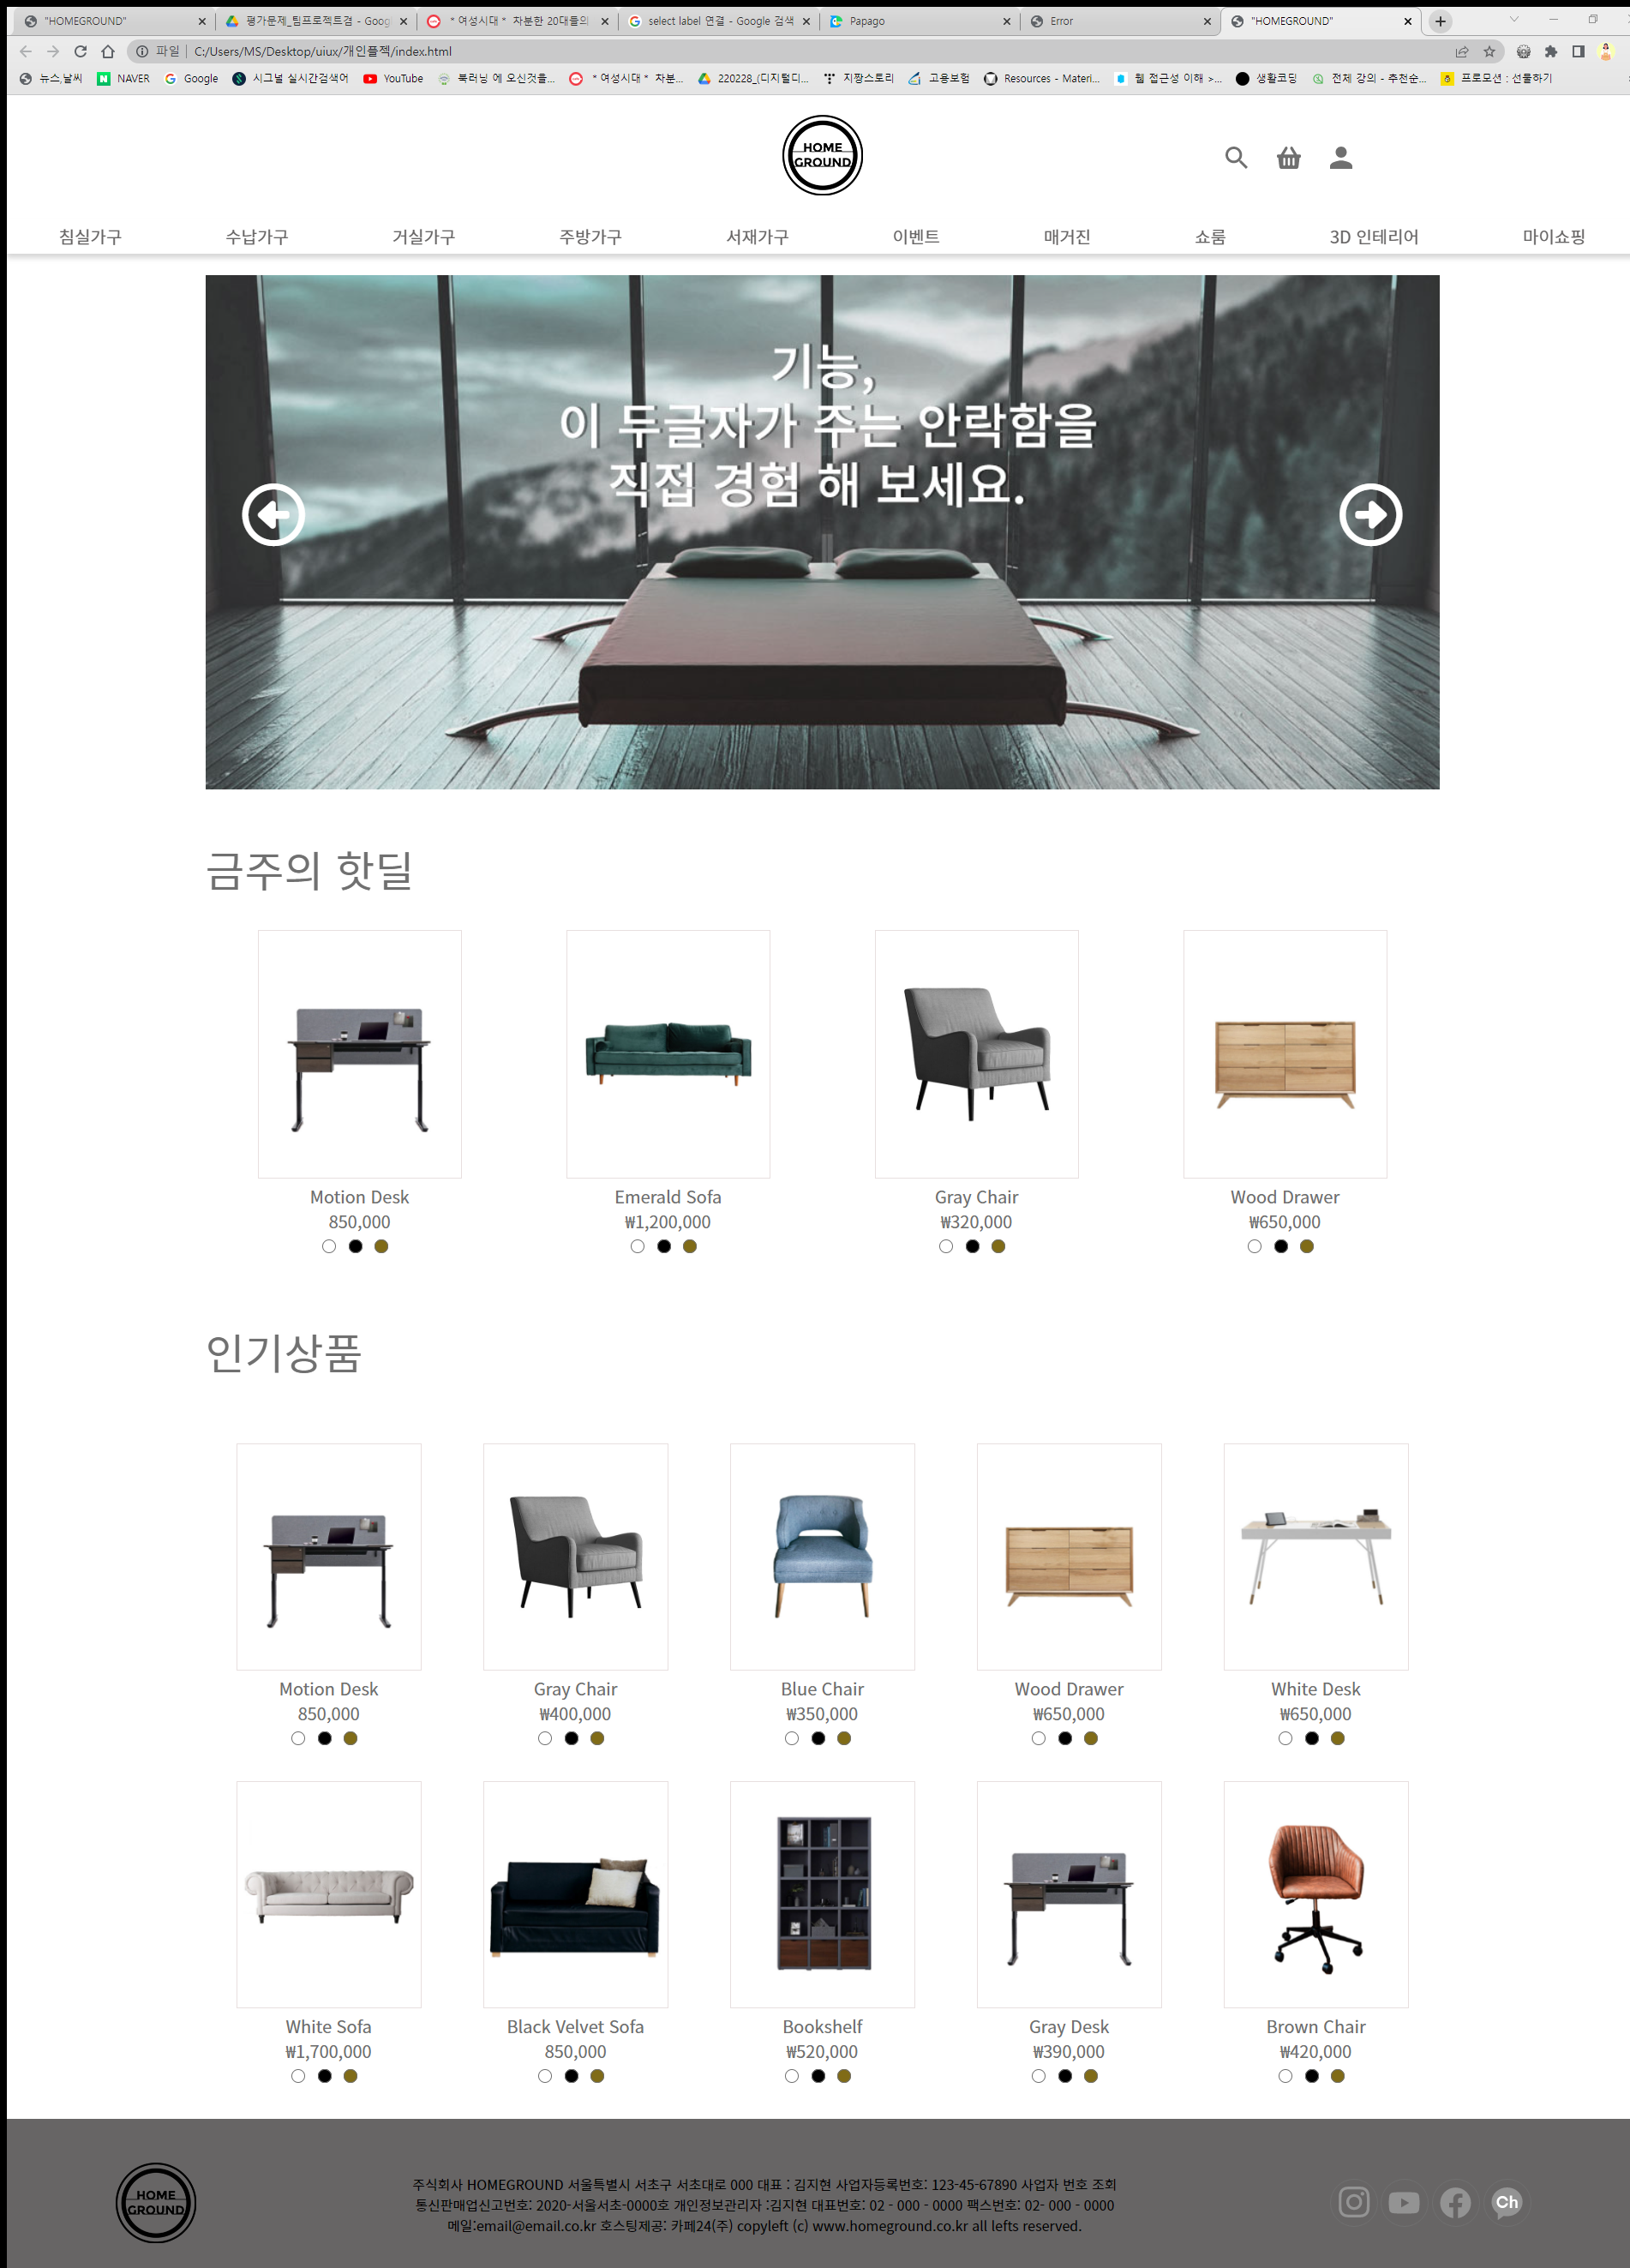 "HOMEGROUND"
평가문제_팀프로젝트겸 - Goog
* 여성시대 * 차분한 20대들의
select label 연결 - Google 검색
Papago
Error
"HOMEGROUND"
파일 | C:/Users/MS/Desktop/uiux/개인플젝/index.html
뉴스,날씨
NAVER
Google
시그널 실시간검색어
YouTube
북러닝 에 오신것을...
* 여성시대 * 차분...
220228_(디지털디...
지짱스토리
고용보험
Resources - Materi...
웹 접근성 이해 >...
생활코딩
전체 강의 - 추천순...
프로모션 : 선물하기
HOME
GROUND
침실가구
수납가구
거실가구
주방가구
서재가구
이벤트
매거진
쇼룸
3D 인테리어
마이쇼핑
기능,
이 두글자가 주는 안락함을
직접 경험 해 보세요.
금주의 핫딜
Motion Desk
850,000
Emerald Sofa
₩1,200,000
Gray Chair
₩320,000
Wood Drawer
₩650,000
인기상품
Motion Desk
850,000
Gray Chair
₩400,000
Blue Chair
₩350,000
Wood Drawer
₩650,000
White Desk
₩650,000
White Sofa
₩1,700,000
Black Velvet Sofa
850,000
Bookshelf
₩520,000
Gray Desk
₩390,000
Brown Chair
₩420,000
HOME
GROUND
주식회사 HOMEGROUND 서울특별시 서초구 서초대로 000 대표 : 김지현 사업자등록번호: 123-45-67890 사업자 번호 조회
통신판매업신고번호: 2020-서울서초-0000호 개인정보관리자 :김지현 대표번호: 02 - 000 - 0000 팩스번호: 02- 000 - 0000
메일:email@email.co.kr 호스팅제공: 카페24(주) copyleft (c) www.homeground.co.kr all lefts reserved.
Ch